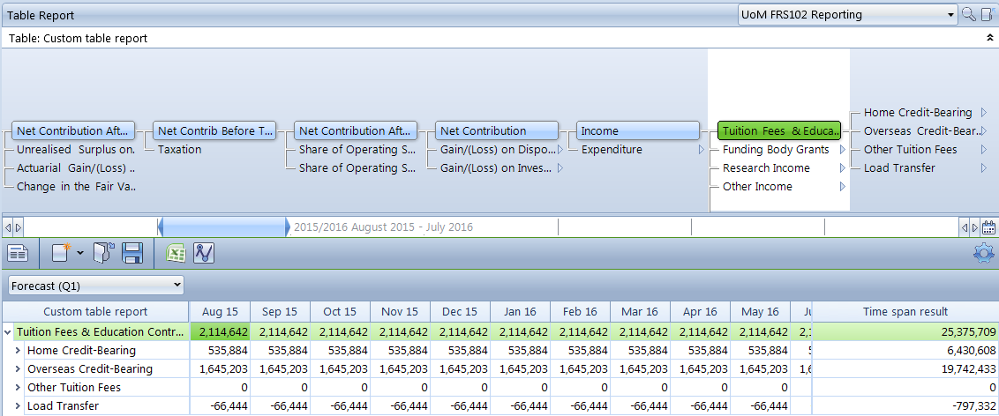 Table Report
UoM FRS102 Reporting
Table: Custom table report
Home Credit-Bearing
Net Contribution Aft... Net Contrib Before T... Net Contribution Aft... Net Contribution Income Tuition Fees & Educa... Overseas Credit-Bear..
Unrealised Surplus on. Taxation Share of Operating S... Gain/(Loss) on Dispo... Expenditure Funding Body Grants Other Tuition Fees
Actuarial Gain/(Loss) .. Share of Operating S... Gain/(Loss) on Inves... Research Income Load Transfer
Change in the Fair Va.. Other Income
2015/2016 August 2015 - July 2016
Forecast (Q1)
Custom table report Aug 15 Sep 15 Oct 15 Nov 15 Dec 15 Jan 16 Feb 16 Mar 16 Apr 16 May 16 Time span result
Tuition Fees & Education Contr... 2,114,642 2,114,642 2,114,642 2,114,642 2,114,642 2,114,642 2,114,642 2,114,642 2,114,642 2,114,642 2,1 25,375,709
Home Credit-Bearing 535,884 535,884 535,884 535,884 535,884 535,884 535,884 535,884 535,884 535,884 6,430,608
Overseas Credit-Bearing 1,645,203 1,645,203 1,645,203 1,645,203 1,645,203 1,645,203 1,645,203 1,645,203 1,645,203 1,645,203 1,6 19,742,433
Other Tuition Fees 0 0 0 0 0 0 0 0 0 0 0
Load Transfer -66,444 -66,444 -66,444 -66,444 -66,444 -66,444 -66,444 -66,444 -66,444 -66,444 -797,332